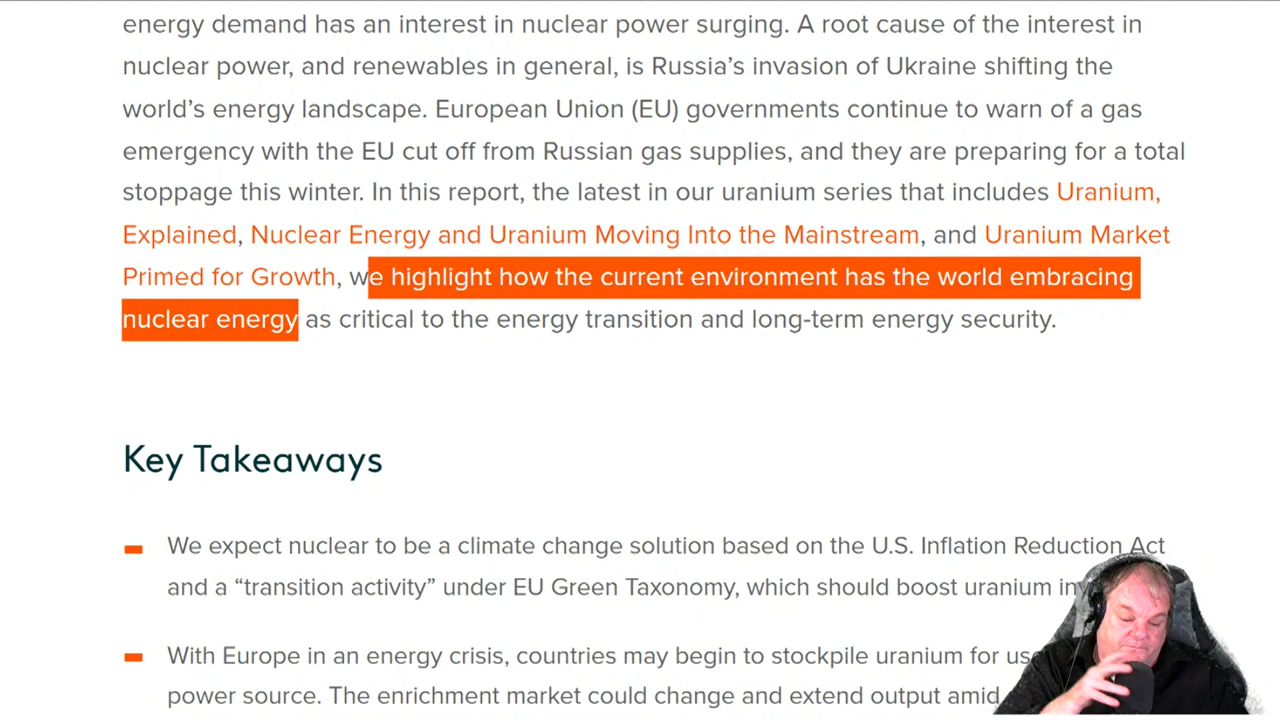 energy demand has an interest in nuclear power surging. A root cause of the interest in
nuclear power, and renewables in general, is Russia’s invasion of Ukraine shifting the
world’s energy landscape. European Union (EU) governments continue to warn of a gas
emergency with the EU cut off from Russian gas supplies, and they are preparing for a total
stoppage this winter. In this report, the latest in our uranium series that includes Uranium,
Explained, Nuclear Energy and Uranium Moving Into the Mainstream, and Uranium Market
Primed for Growth, we highlight how the current environment has the world embracing
nuclear energy as critical to the energy transition and long-term energy security.
Key Takeaways
We expect nuclear to be a climate change solution based on the U.S. Inflation Reduction Act
and a “transition activity” under EU Green Taxonomy, which should boost uranium
With Europe in an energy crisis, countries may begin to stockpile uranium for
power source. The enrichment market could change and extend output amid